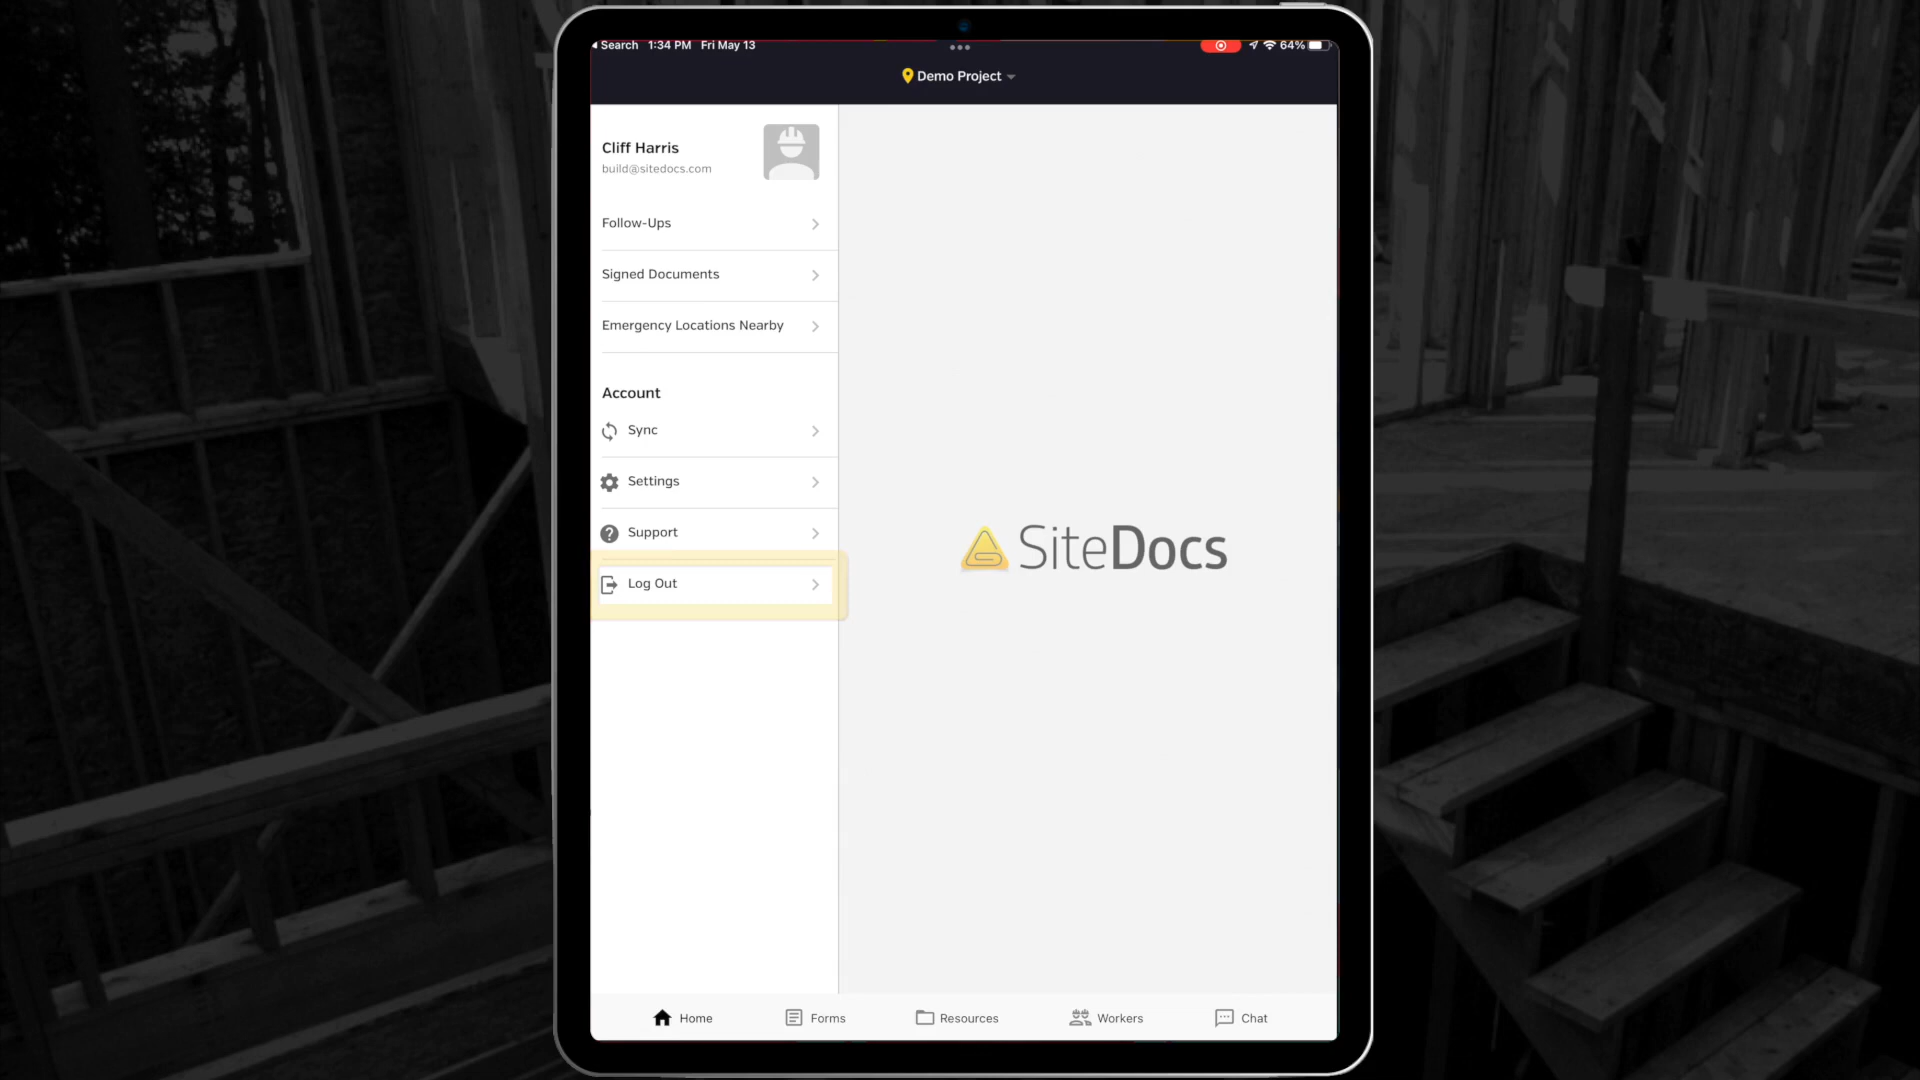 Search 1:34 PM Fri May 13
64%
Demo Project
Cliff Harris
build@sitedocs.com
Follow-Ups
Signed Documents
Emergency Locations Nearby
Account
Sync
Settings
Support
Log Out
SiteDocs
Home Forms Resources Workers Chat